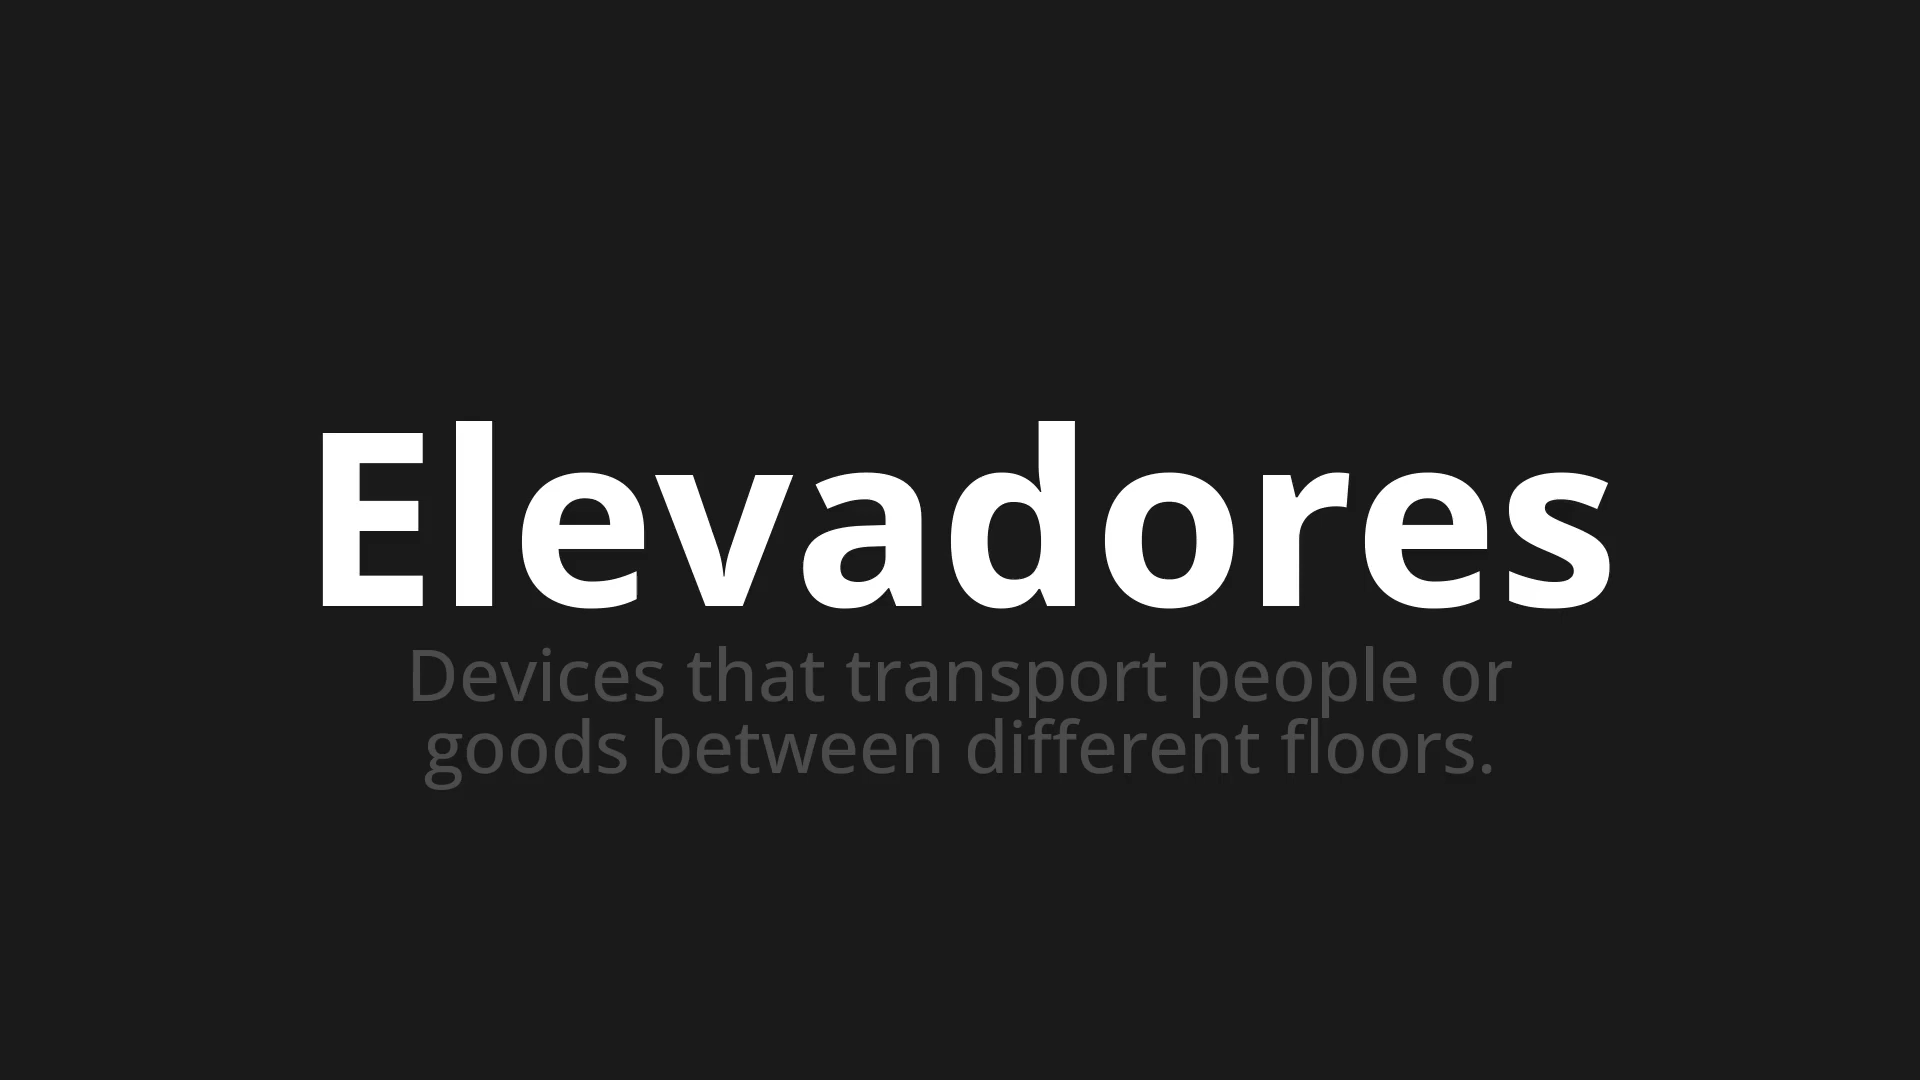 Elevadores
Devices that transport people or
goods between different floors.